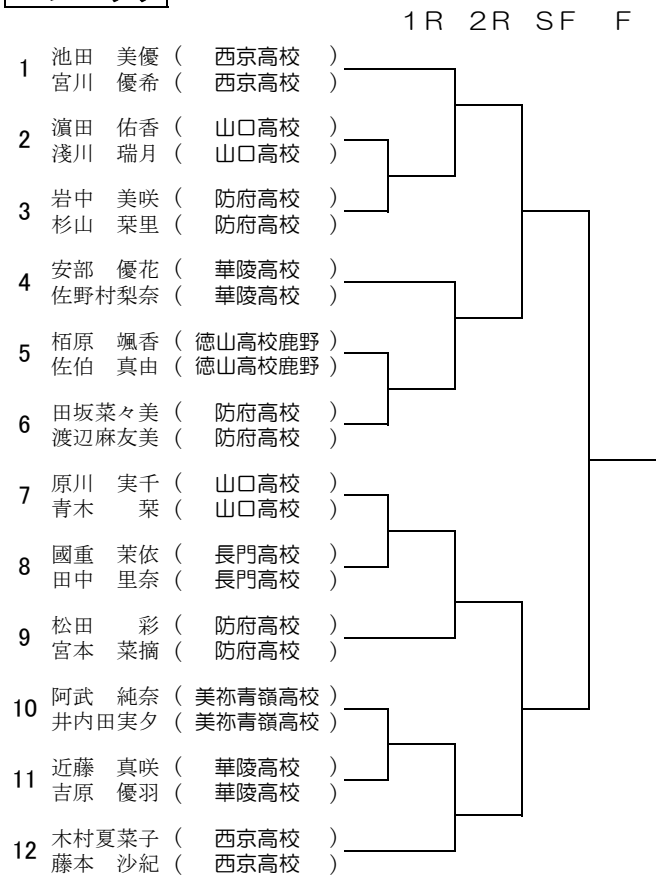 1R 2R SF F
1 池田 美優 ( 西京高校 )
宮川 優希 ( 西京高校 )
2 濵田 佑香 ( 山口高校 )
淺川 瑞月 ( 山口高校 )
3 岩中 美咲 ( 防府高校 )
杉山 栞里 ( 防府高校 )
4 安部 優花 ( 華陵高校 )
佐野村梨奈 ( 華陵高校 )
5 栢原 颯香 ( 徳山高校鹿野 )
佐伯 真由 ( 徳山高校鹿野 )
6 田坂菜々美 ( 防府高校 )
渡辺麻友美 ( 防府高校 )
7 原川 実千 ( 山口高校 )
青木 栞 ( 山口高校 )
8 國重 茉依 ( 長門高校 )
田中 里奈 ( 長門高校 )
9 松田 彩 ( 防府高校 )
宮本 菜摘 ( 防府高校 )
10 阿武 純奈 ( 美祢青嶺高校 )
井内田実夕 ( 美祢青嶺高校 )
11 近藤 真咲 ( 華陵高校 )
吉原 優羽 ( 華陵高校 )
12 木村夏菜子 ( 西京高校 )
藤本 沙紀 ( 西京高校 )